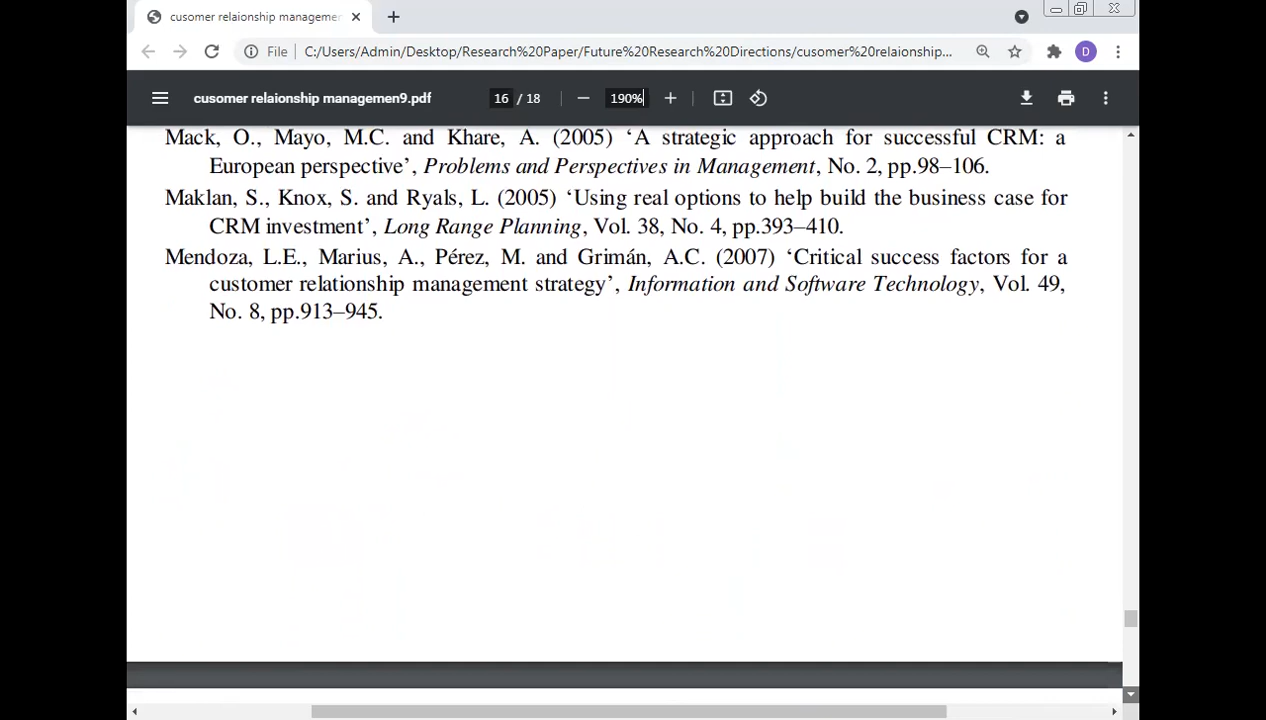 cusomer relaionship managemen
File C:/Users/Admin/Desktop/Research%20Paper/Future%20Research%20Directions/cusomer%20relaionship...
D
cusomer relaionship managemen9.pdf 16 / 18 190%
Mack, O., Mayo, M.C. and Khare, A. (2005) ‘A strategic approach for successful CRM: a
European perspective’, Problems and Perspectives in Management, No. 2, pp.98–106.
Maklan, S., Knox, S. and Ryals, L. (2005) ‘Using real options to help build the business case for
CRM investment’, Long Range Planning, Vol. 38, No. 4, pp.393–410.
Mendoza, L.E., Marius, A., Pérez, M. and Grimán, A.C. (2007) ‘Critical success factors for a
customer relationship management strategy’, Information and Software Technology, Vol. 49,
No. 8, pp.913–945.